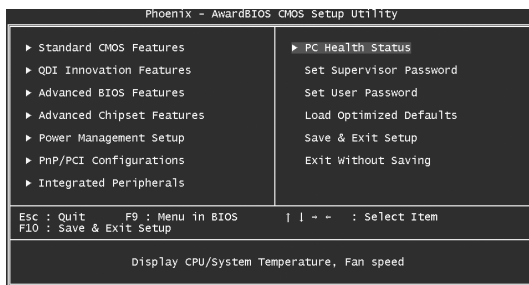 Phoenix - AwardBIOS CMOS Setup Utility
▶ Standard CMOS Features
▶ QDI Innovation Features
▶ Advanced BIOS Features
▶ Advanced Chipset Features
▶ Power Management Setup
▶ PnP/PCI Configurations
▶ Integrated Peripherals
▶ PC Health Status
Set Supervisor Password
Set User Password
Load Optimized Defaults
Save & Exit Setup
Exit Without Saving
Esc : Quit F9 : Menu in BIOS ↑ ↓ → ← : Select Item
F10 : Save & Exit Setup
Display CPU/System Temperature, Fan speed